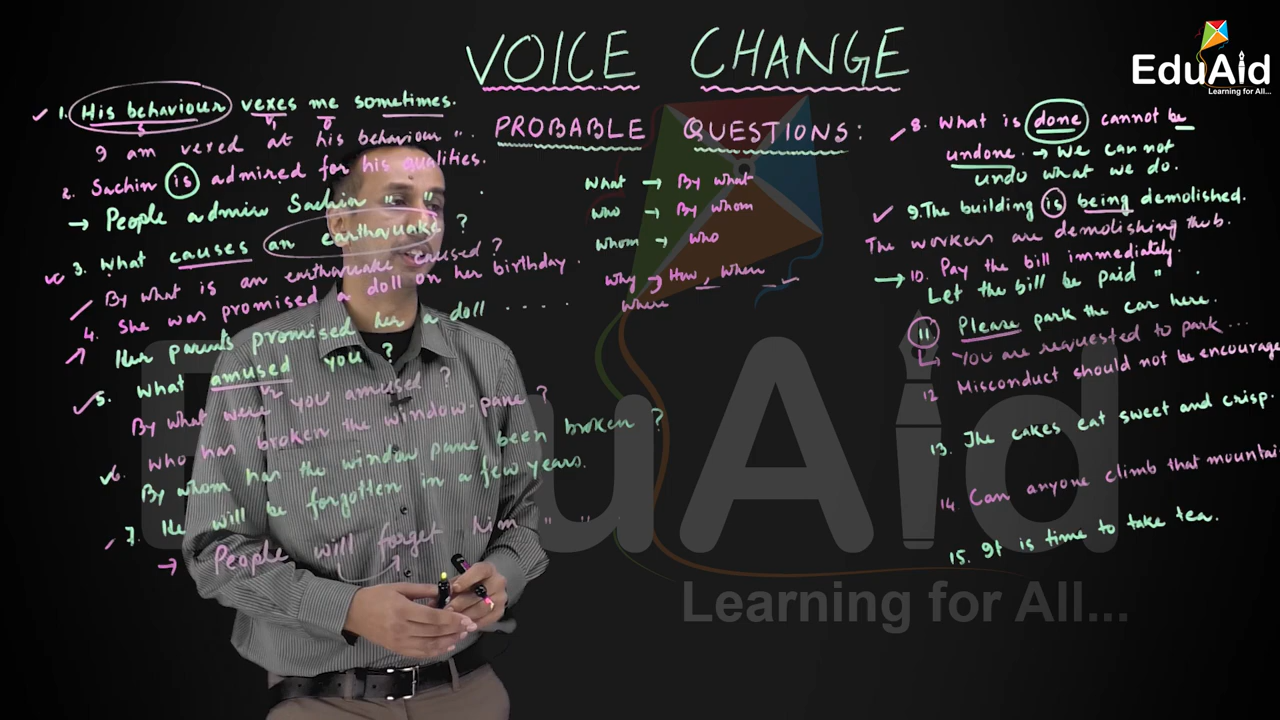 VOICE CHANGE
EduAid
Learning for All...
PROBABLE QUESTIONS:
1. His behaviour vexes me sometimes.
S V O
I am vexed at his behaviour " ..
2. Sachin is admired for his qualities.
→ People admire Sachin " " .
3. What causes an earthquake ?
By what is an earthquake caused ?
4. She was promised a doll on her birthday.
Her parents promised her a doll . . . . .
5. What amused you ?
V2
By what were you amused ?
6. Who has broken the window-pane ?
By whom has the window pane been broken ?
7. He will be forgotten in a few years.
→ People will forget him " " "
What → By what
Who → By whom
Whom → Who
Why → How, When
Where
8. What is done cannot be
undone. → We can not
undo what we do.
9. The building is being demolished.
The workers are demolishing the b.
→ 10. Pay the bill immediately.
Let the bill be paid " .
11. Please park the car here.
You are requested to park ...
12 Misconduct should not be encourage
13. The cakes eat sweet and crisp.
14. Can anyone climb that mountai
15. It is time to take tea.
EduAid
Learning for All...